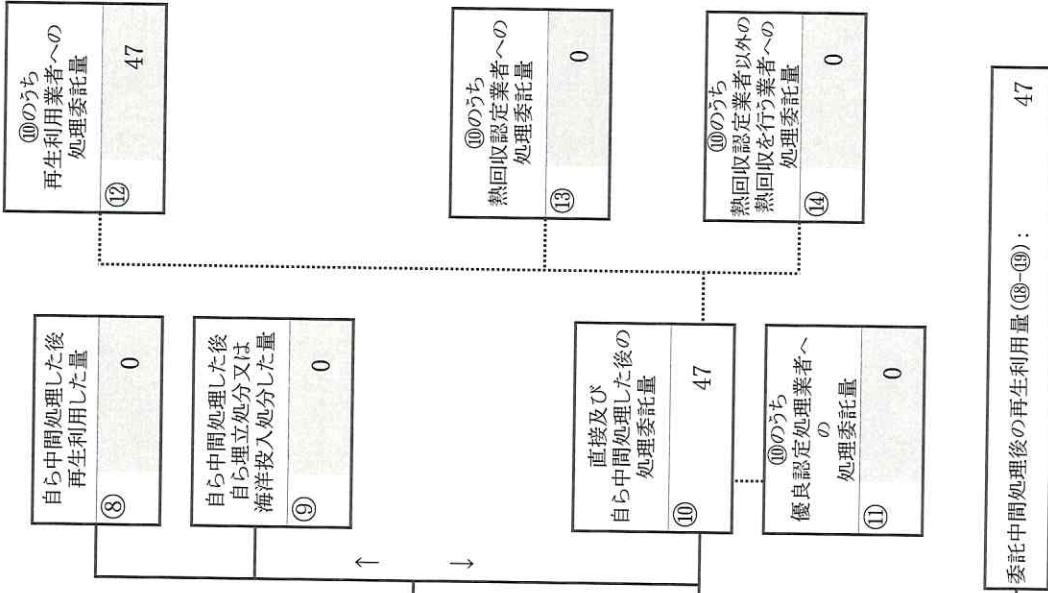 自ら中間処理した後
再生利用した量
⑧
0
自ら中間処理した後
自ら埋立処分又は
海洋投入処分した量
⑨
0
↑
↓
直接及び
自ら中間処理した後の
処理委託量
⑩
47
⑩のうち
優良認定処理業者へ
の
処理委託量
⑪
0
⑩のうち
再生利用業者への
処理委託量
⑫
47
⑩のうち
熱回収認定業者への
処理委託量
⑬
0
⑩のうち
熱回収認定業者以外の
熱回収を行う業者への
処理委託量
⑭
0
委託中間処理後の再生利用量(⑱-⑲): 47